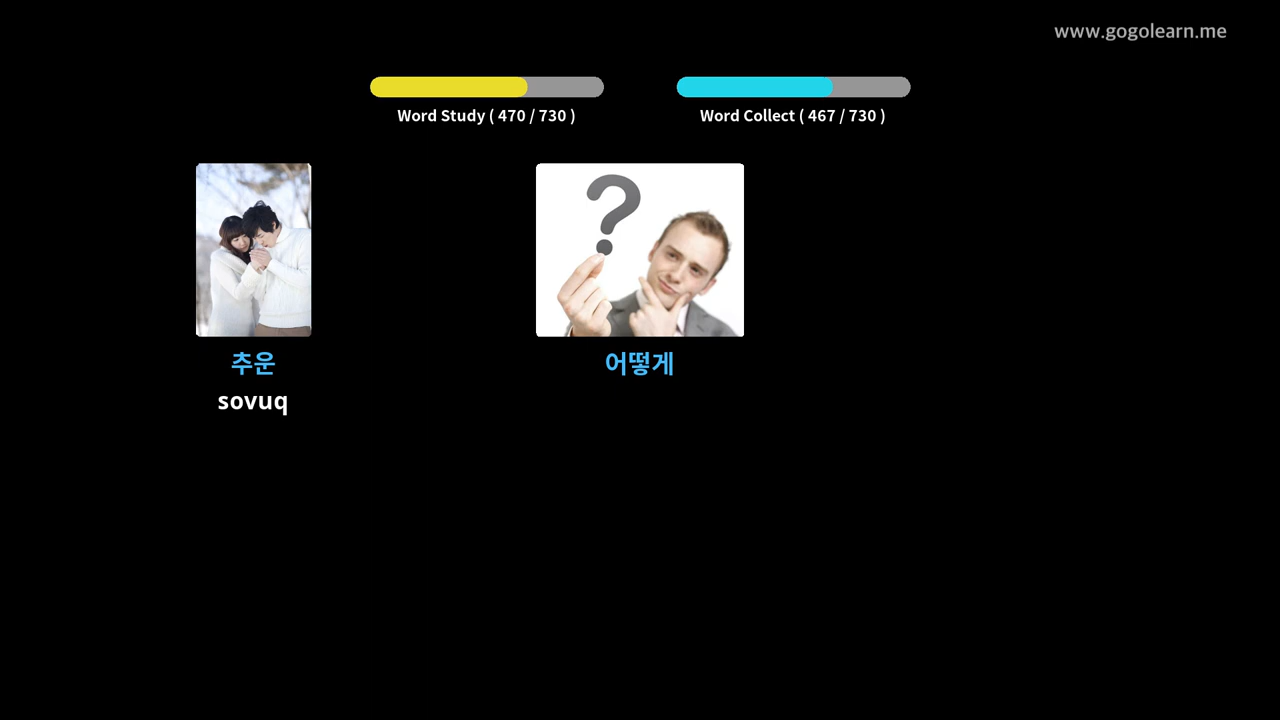 www.gogolearn.me
Word Study ( 470 / 730 )
Word Collect ( 467 / 730 )
추운
어떻게
sovuq